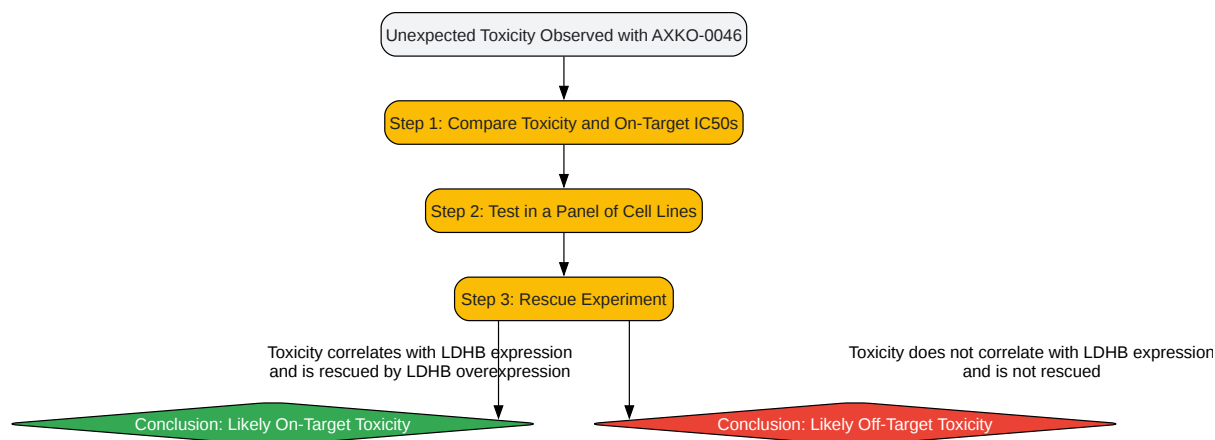 Unexpected Toxicity Observed with AXKO-0046
Step 1: Compare Toxicity and On-Target IC50s
Step 2: Test in a Panel of Cell Lines
Step 3: Rescue Experiment
Toxicity correlates with LDHB expression
and is rescued by LDHB overexpression
Toxicity does not correlate with LDHB expression
and is not rescued
Conclusion: Likely On-Target Toxicity
Conclusion: Likely Off-Target Toxicity